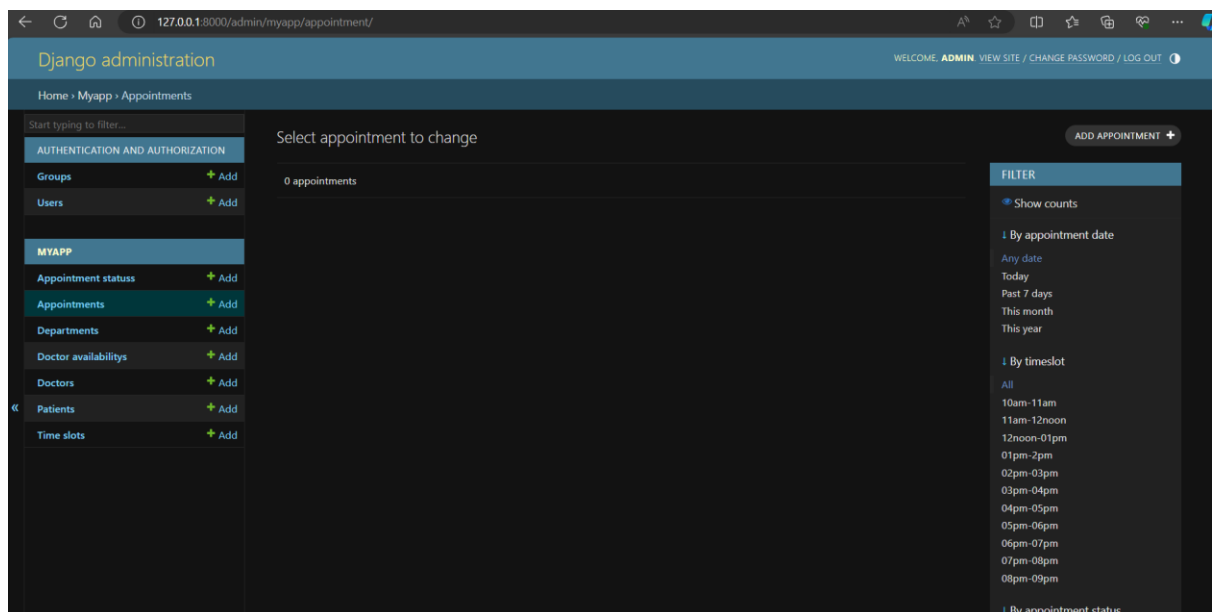 127.0.0.1:8000/admin/myapp/appointment/
Django administration
WELCOME, ADMIN. VIEW SITE / CHANGE PASSWORD / LOG OUT
Home › Myapp › Appointments
Start typing to filter...
AUTHENTICATION AND AUTHORIZATION
Groups + Add
Users + Add
MYAPP
Appointment statuss + Add
Appointments + Add
Departments + Add
Doctor availabilitys + Add
Doctors + Add
Patients + Add
Time slots + Add
«
Select appointment to change
ADD APPOINTMENT +
0 appointments
FILTER
Show counts
↓ By appointment date
Any date
Today
Past 7 days
This month
This year
↓ By timeslot
All
10am-11am
11am-12noon
12noon-01pm
01pm-2pm
02pm-03pm
03pm-04pm
04pm-05pm
05pm-06pm
06pm-07pm
07pm-08pm
08pm-09pm
↓ By appointment status